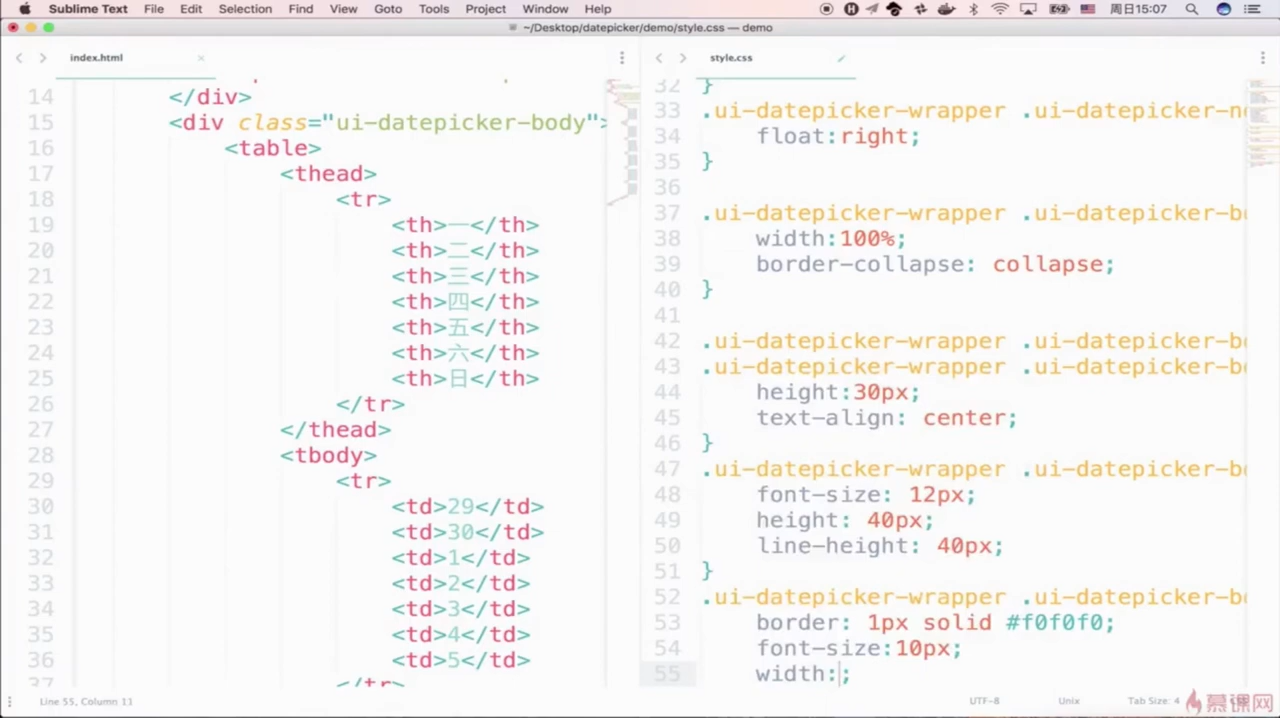 Sublime Text File Edit Selection Find View Goto Tools Project Window Help 周日15:07
~/Desktop/datepicker/demo/style.css — demo
index.html
14 </div>
15 <div class="ui-datepicker-body">
16 <table>
17 <thead>
18 <tr>
19 <th>一</th>
20 <th>二</th>
21 <th>三</th>
22 <th>四</th>
23 <th>五</th>
24 <th>六</th>
25 <th>日</th>
26 </tr>
27 </thead>
28 <tbody>
29 <tr>
30 <td>29</td>
31 <td>30</td>
32 <td>1</td>
33 <td>2</td>
34 <td>3</td>
35 <td>4</td>
36 <td>5</td>
37 </tr>
style.css
32 }
33 .ui-datepicker-wrapper .ui-datepicker-n
34 float:right;
35 }
36
37 .ui-datepicker-wrapper .ui-datepicker-b
38 width:100%;
39 border-collapse: collapse;
40 }
41
42 .ui-datepicker-wrapper .ui-datepicker-b
43 .ui-datepicker-wrapper .ui-datepicker-b
44 height:30px;
45 text-align: center;
46 }
47 .ui-datepicker-wrapper .ui-datepicker-b
48 font-size: 12px;
49 height: 40px;
50 line-height: 40px;
51 }
52 .ui-datepicker-wrapper .ui-datepicker-b
53 border: 1px solid #f0f0f0;
54 font-size:10px;
55 width:;
Line 55, Column 11 UTF-8 Unix Tab Size: 4
慕课网